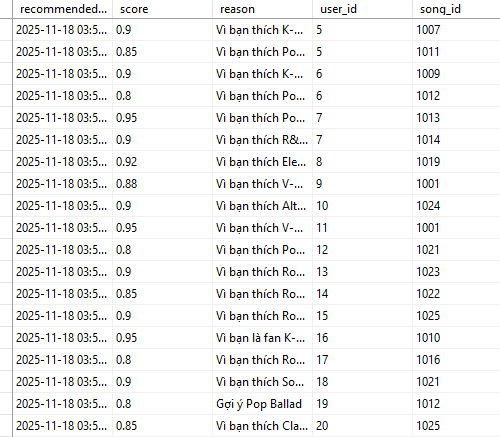 recommended... score reason user_id song_id
2025-11-18 03:5... 0.9 Vì bạn thích K-... 5 1007
2025-11-18 03:5... 0.85 Vì bạn thích Po... 5 1011
2025-11-18 03:5... 0.9 Vì bạn thích K-... 6 1009
2025-11-18 03:5... 0.8 Vì bạn thích Po... 6 1012
2025-11-18 03:5... 0.95 Vì bạn thích Po... 7 1013
2025-11-18 03:5... 0.9 Vì bạn thích R&... 7 1014
2025-11-18 03:5... 0.92 Vì bạn thích Ele... 8 1019
2025-11-18 03:5... 0.88 Vì bạn thích V-... 9 1001
2025-11-18 03:5... 0.9 Vì bạn thích Alt... 10 1024
2025-11-18 03:5... 0.95 Vì bạn thích V-... 11 1001
2025-11-18 03:5... 0.8 Vì bạn thích Po... 12 1021
2025-11-18 03:5... 0.9 Vì bạn thích Ro... 13 1023
2025-11-18 03:5... 0.85 Vì bạn thích Ro... 14 1022
2025-11-18 03:5... 0.9 Vì bạn thích Ro... 15 1025
2025-11-18 03:5... 0.95 Vì bạn là fan K-... 16 1010
2025-11-18 03:5... 0.8 Vì bạn thích Ro... 17 1016
2025-11-18 03:5... 0.9 Vì bạn thích So... 18 1021
2025-11-18 03:5... 0.8 Gợi ý Pop Ballad 19 1012
2025-11-18 03:5... 0.85 Vì bạn thích Cla... 20 1025